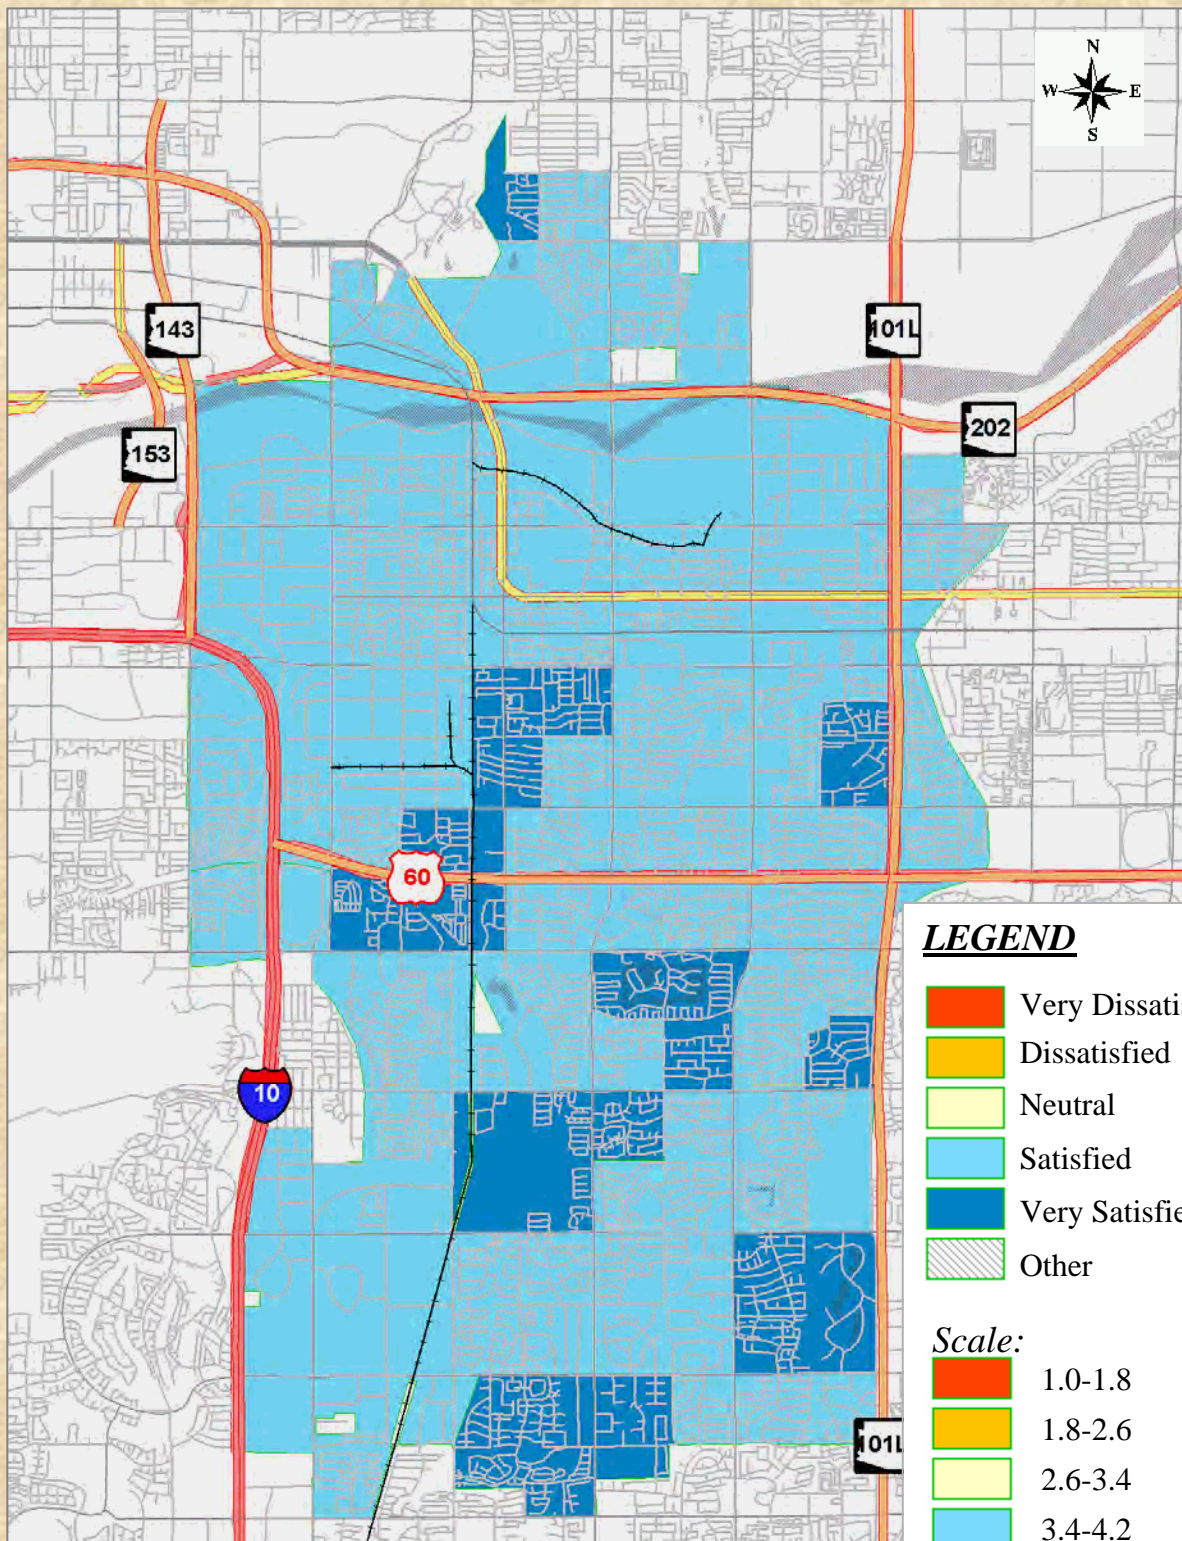 N
W E
S
143
101L
202
153
60
LEGEND
Very Dissatis
Dissatisfied
Neutral
10
Satisfied
Very Satisfie
Other
Scale:
1.0-1.8
1.8-2.6
101L
2.6-3.4
3.4-4.2